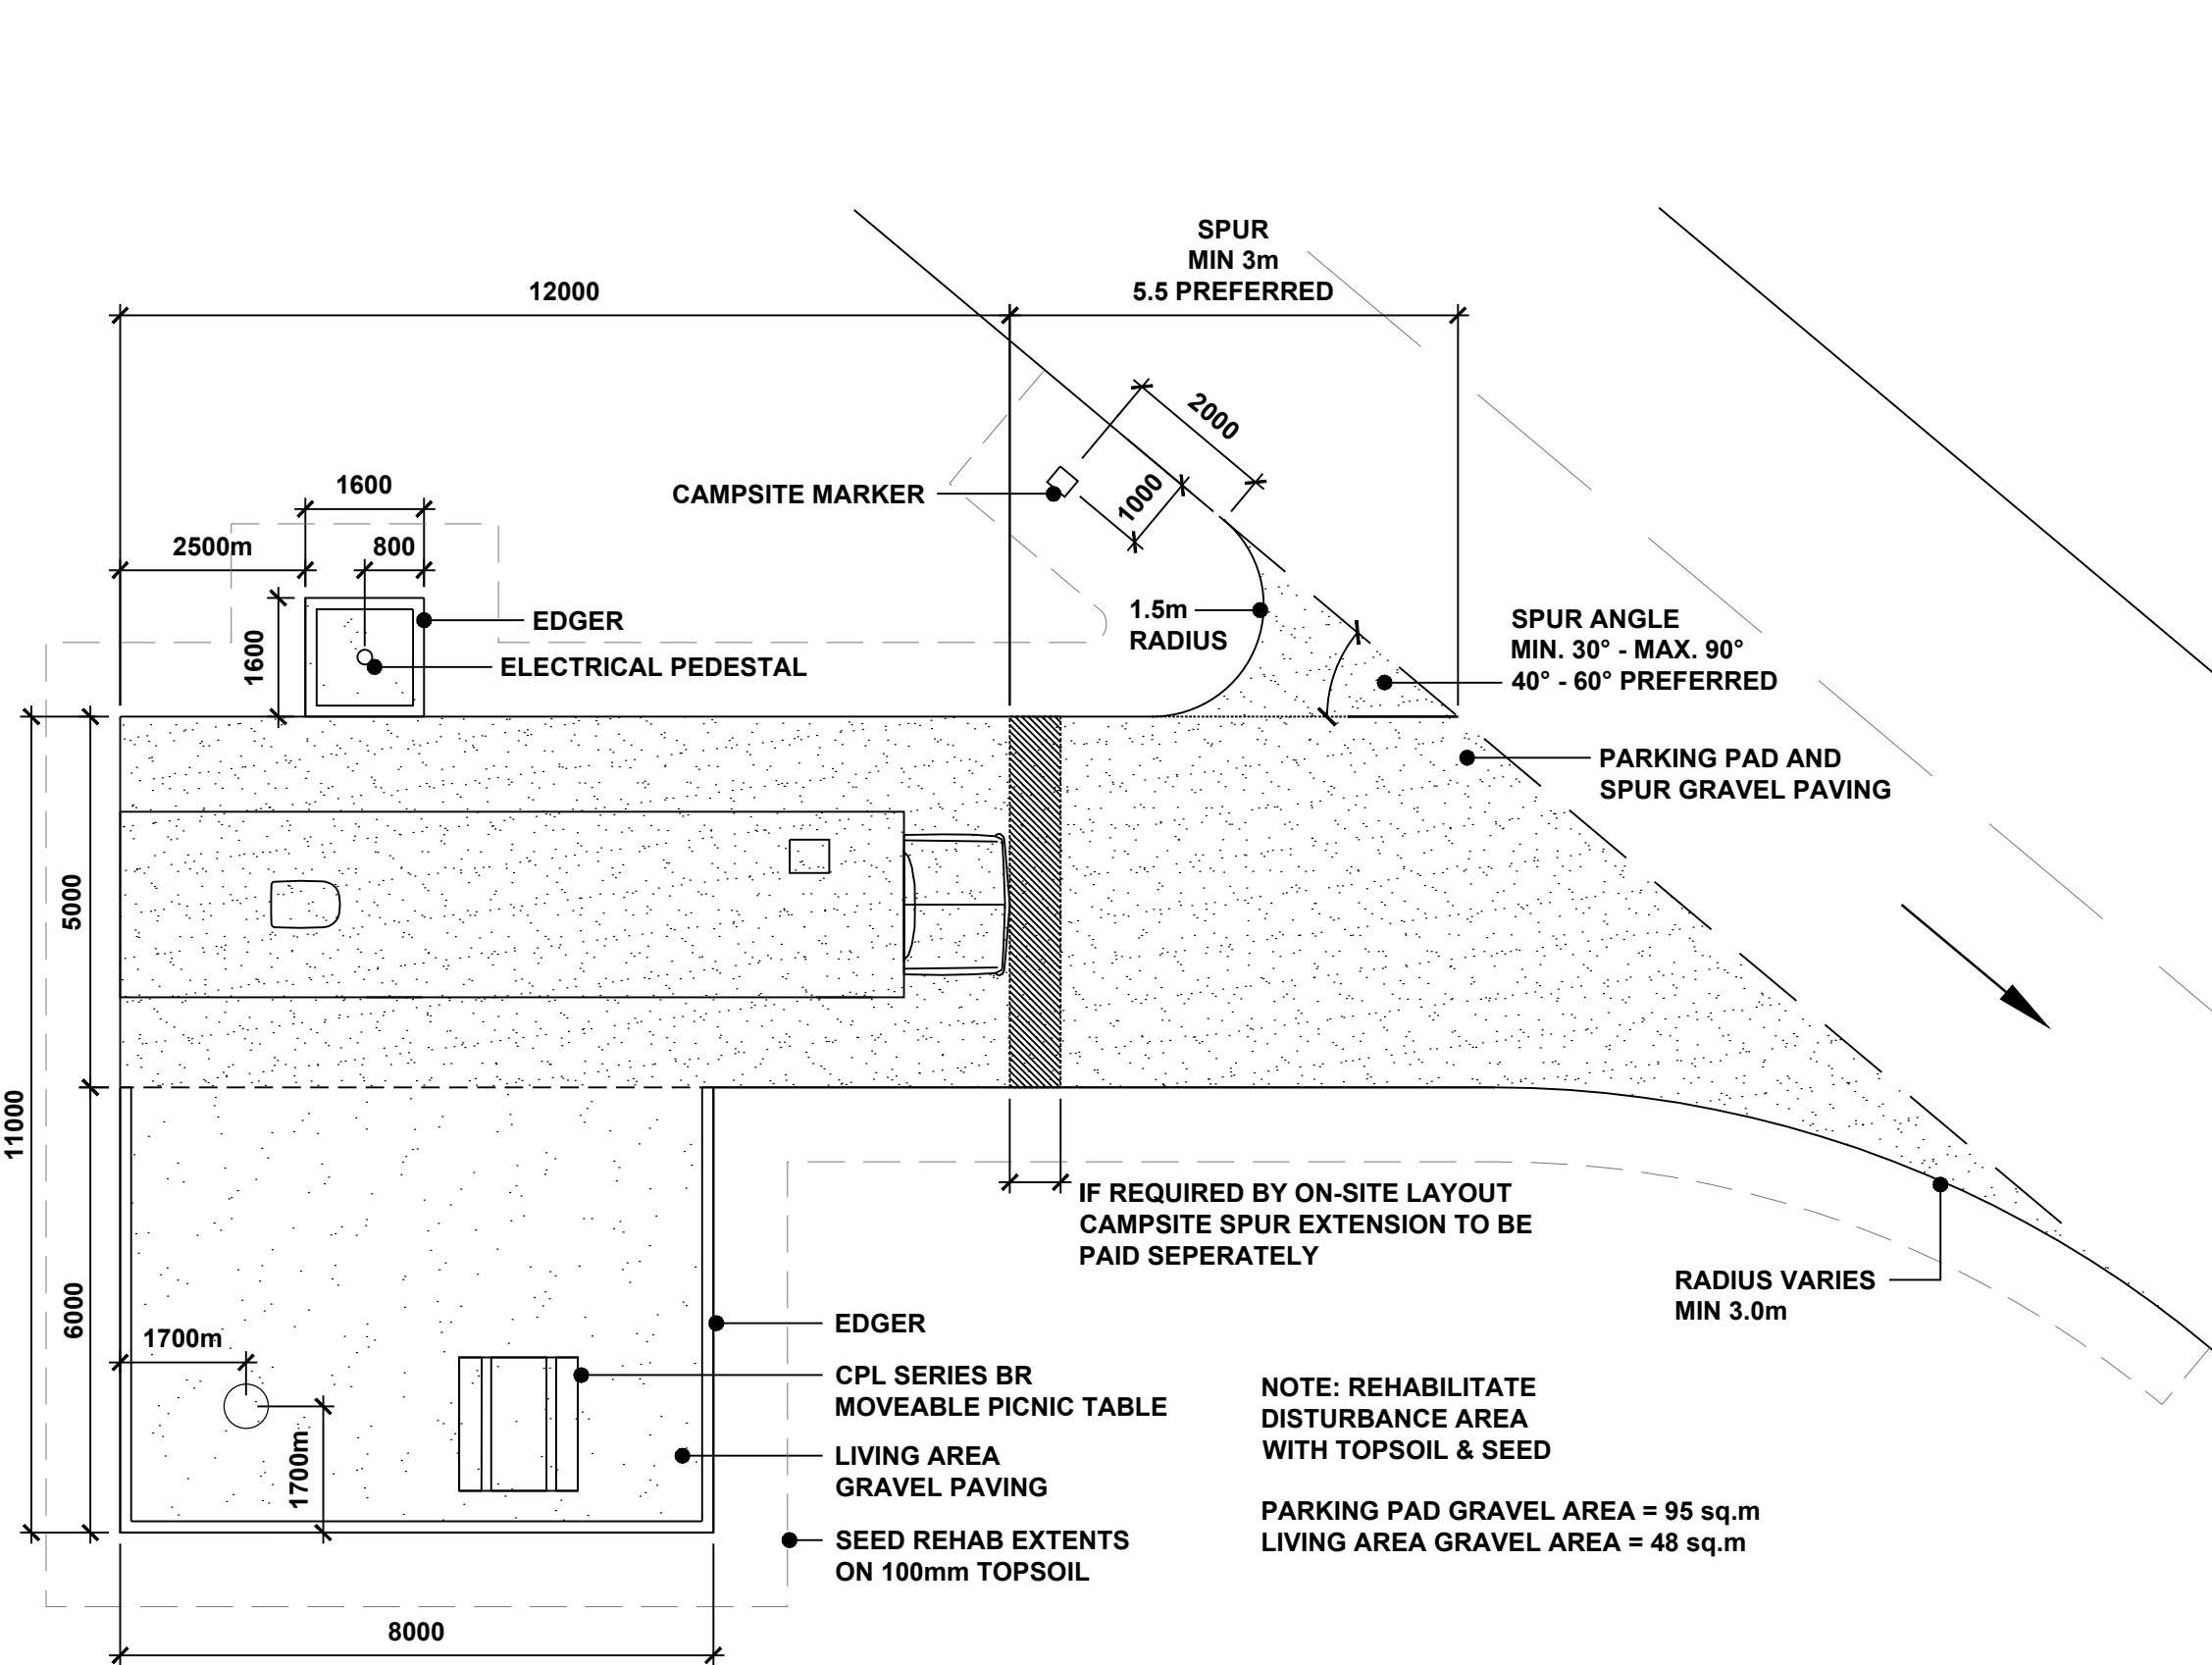 SPUR
MIN 3m
5.5 PREFERRED
12000
2000
1000
CAMPSITE MARKER
1600
2500m
800
1600
EDGER
ELECTRICAL PEDESTAL
1.5m
RADIUS
SPUR ANGLE
MIN. 30° - MAX. 90°
40° - 60° PREFERRED
PARKING PAD AND
SPUR GRAVEL PAVING
5000
11000
6000
IF REQUIRED BY ON-SITE LAYOUT
CAMPSITE SPUR EXTENSION TO BE
PAID SEPERATELY
RADIUS VARIES
MIN 3.0m
1700m
1700m
EDGER
CPL SERIES BR
MOVEABLE PICNIC TABLE
LIVING AREA
GRAVEL PAVING
SEED REHAB EXTENTS
ON 100mm TOPSOIL
NOTE: REHABILITATE
DISTURBANCE AREA
WITH TOPSOIL & SEED
PARKING PAD GRAVEL AREA = 95 sq.m
LIVING AREA GRAVEL AREA = 48 sq.m
8000